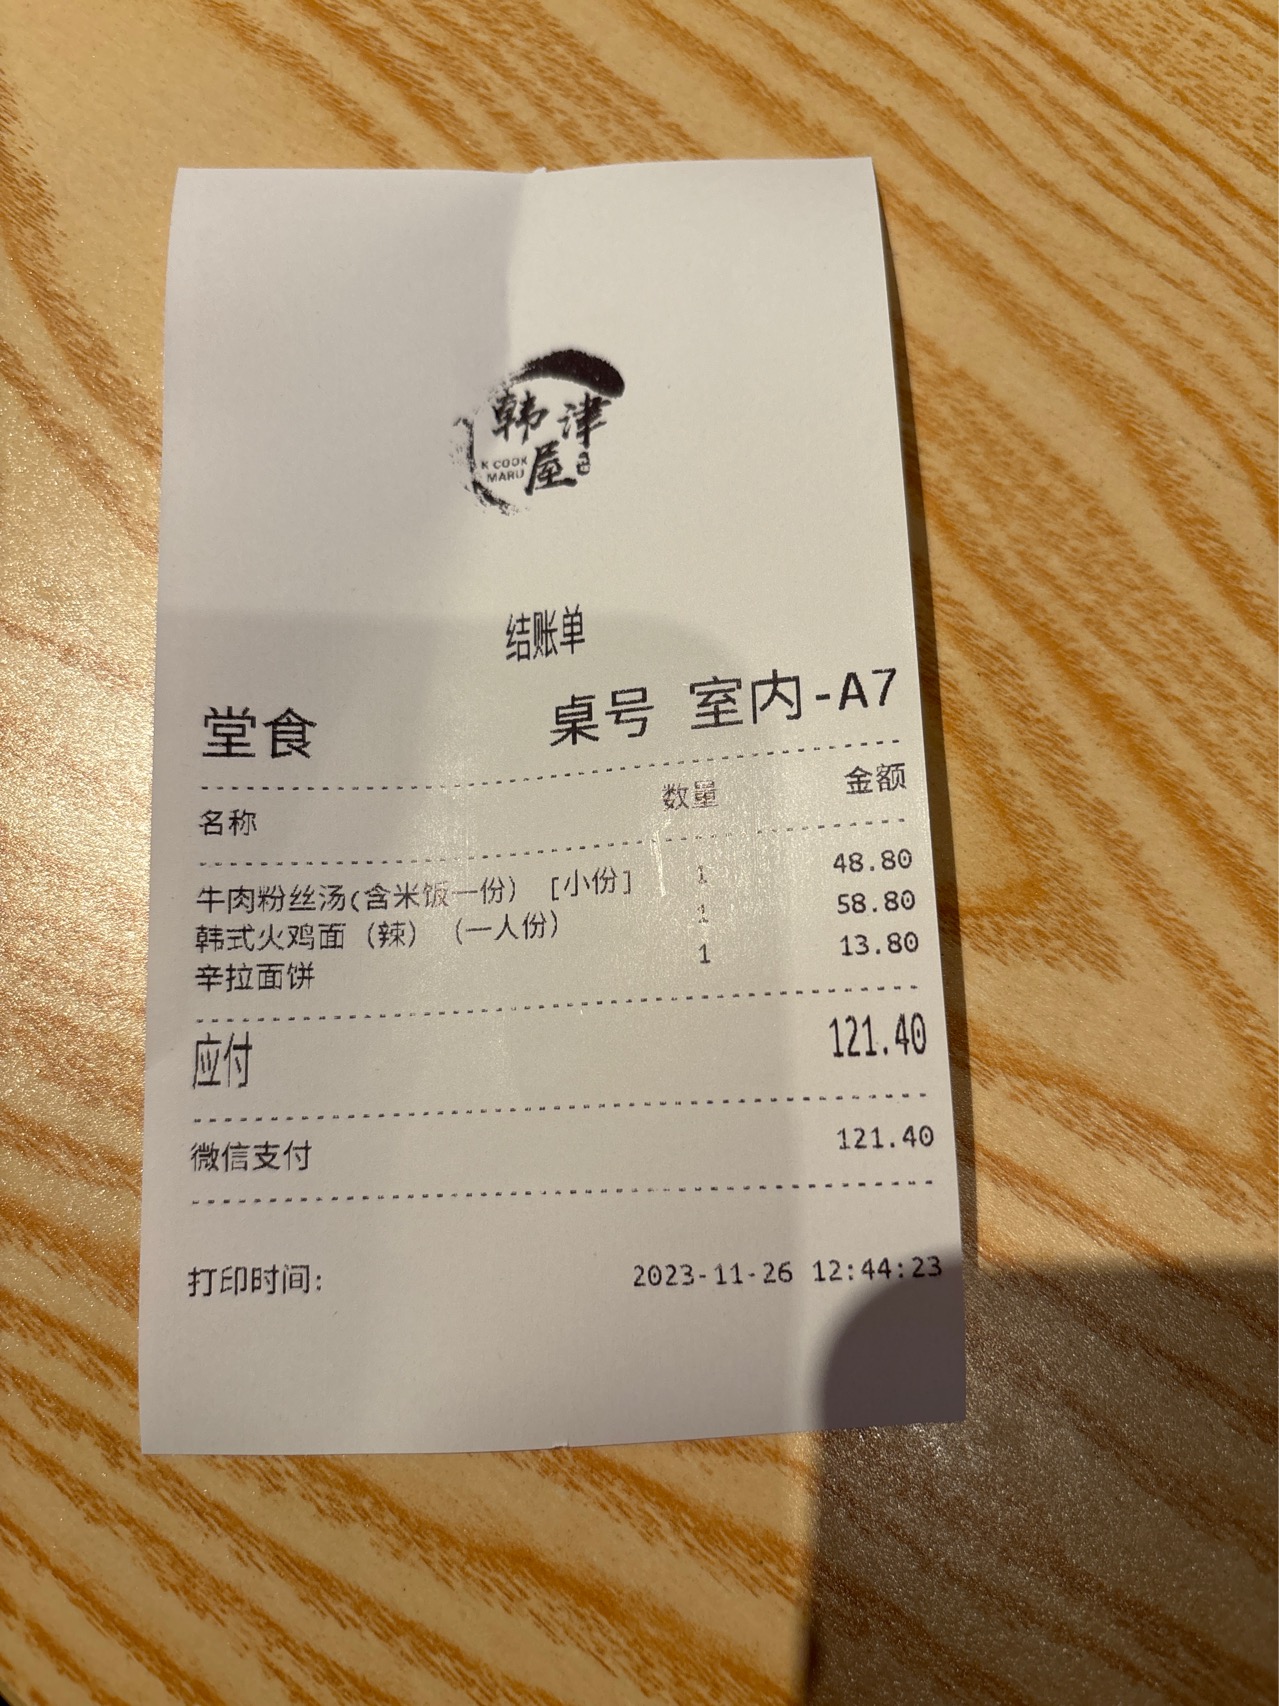 韩津
屋
K COOK
MARU
结账单
堂食 桌号 室内-A7
名称 数量 金额
牛肉粉丝汤(含米饭一份) [小份] 1 48.80
韩式火鸡面 (辣) (一人份) 1 58.80
辛拉面饼 1 13.80
应付 121.40
微信支付 121.40
打印时间: 2023-11-26 12:44:23